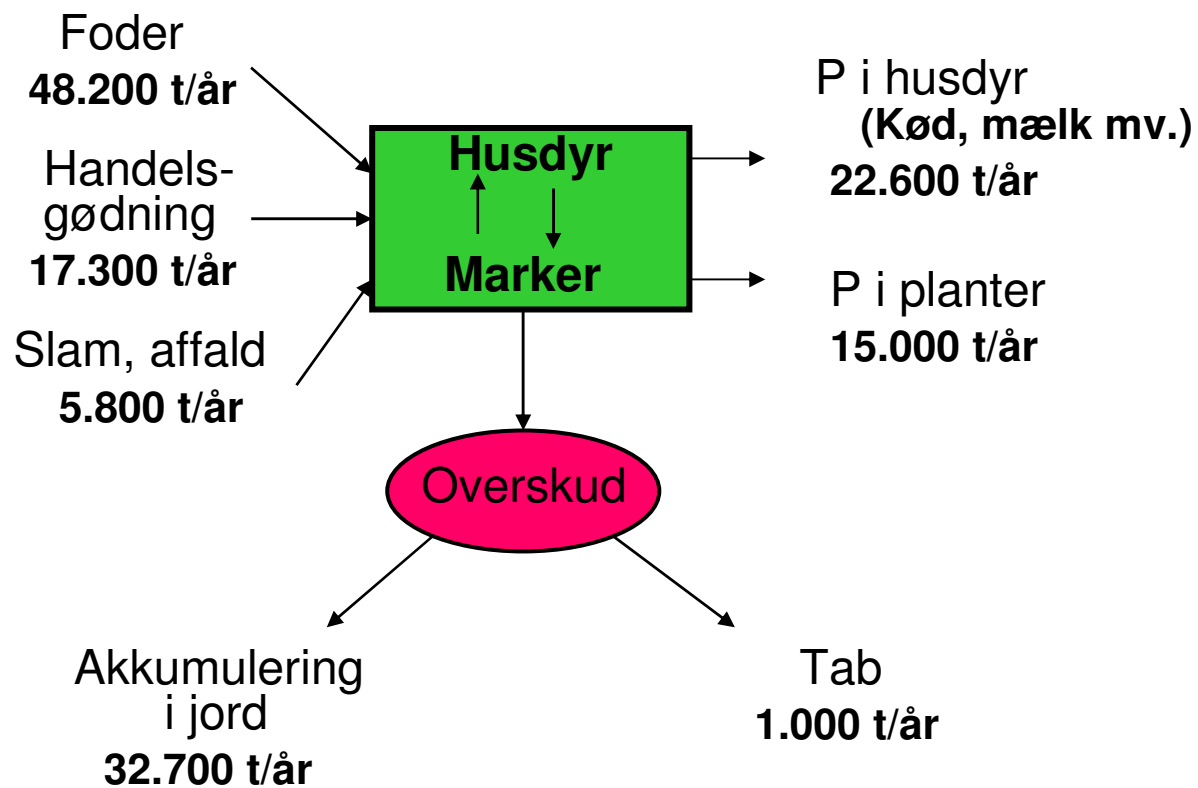 Foder
48.200 t/år
Handels-
gødning
17.300 t/år
Slam, affald
5.800 t/år
Husdyr
Marker
P i husdyr
(Kød, mælk mv.)
22.600 t/år
P i planter
15.000 t/år
Overskud
Akkumulering
i jord
32.700 t/år
Tab
1.000 t/år